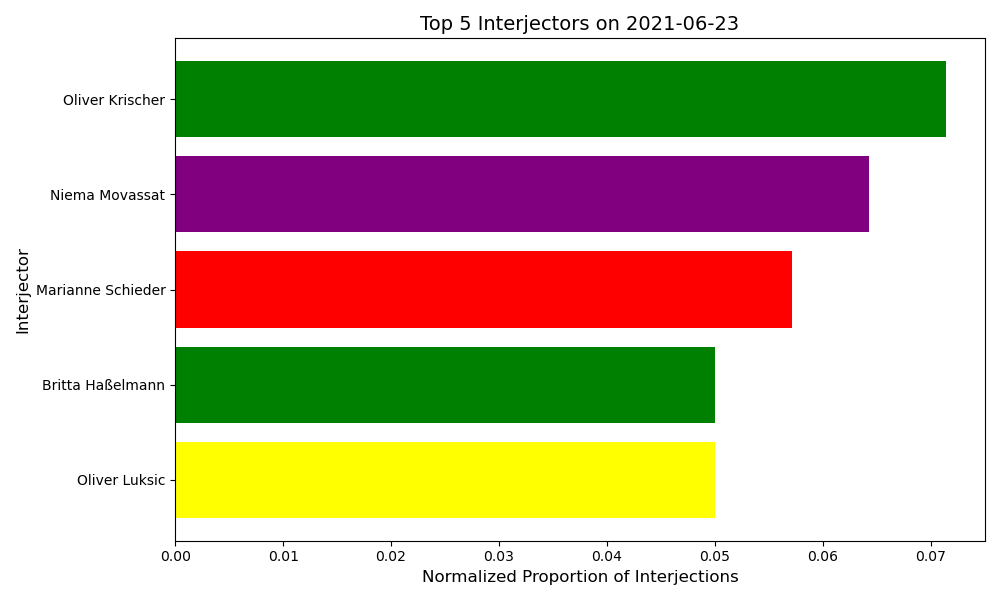 Top 5 Interjectors on 2021-06-23
Interjector
Oliver Krischer
Niema Movassat
Marianne Schieder
Britta Haßelmann
Oliver Luksic
0.00 0.01 0.02 0.03 0.04 0.05 0.06 0.07
Normalized Proportion of Interjections